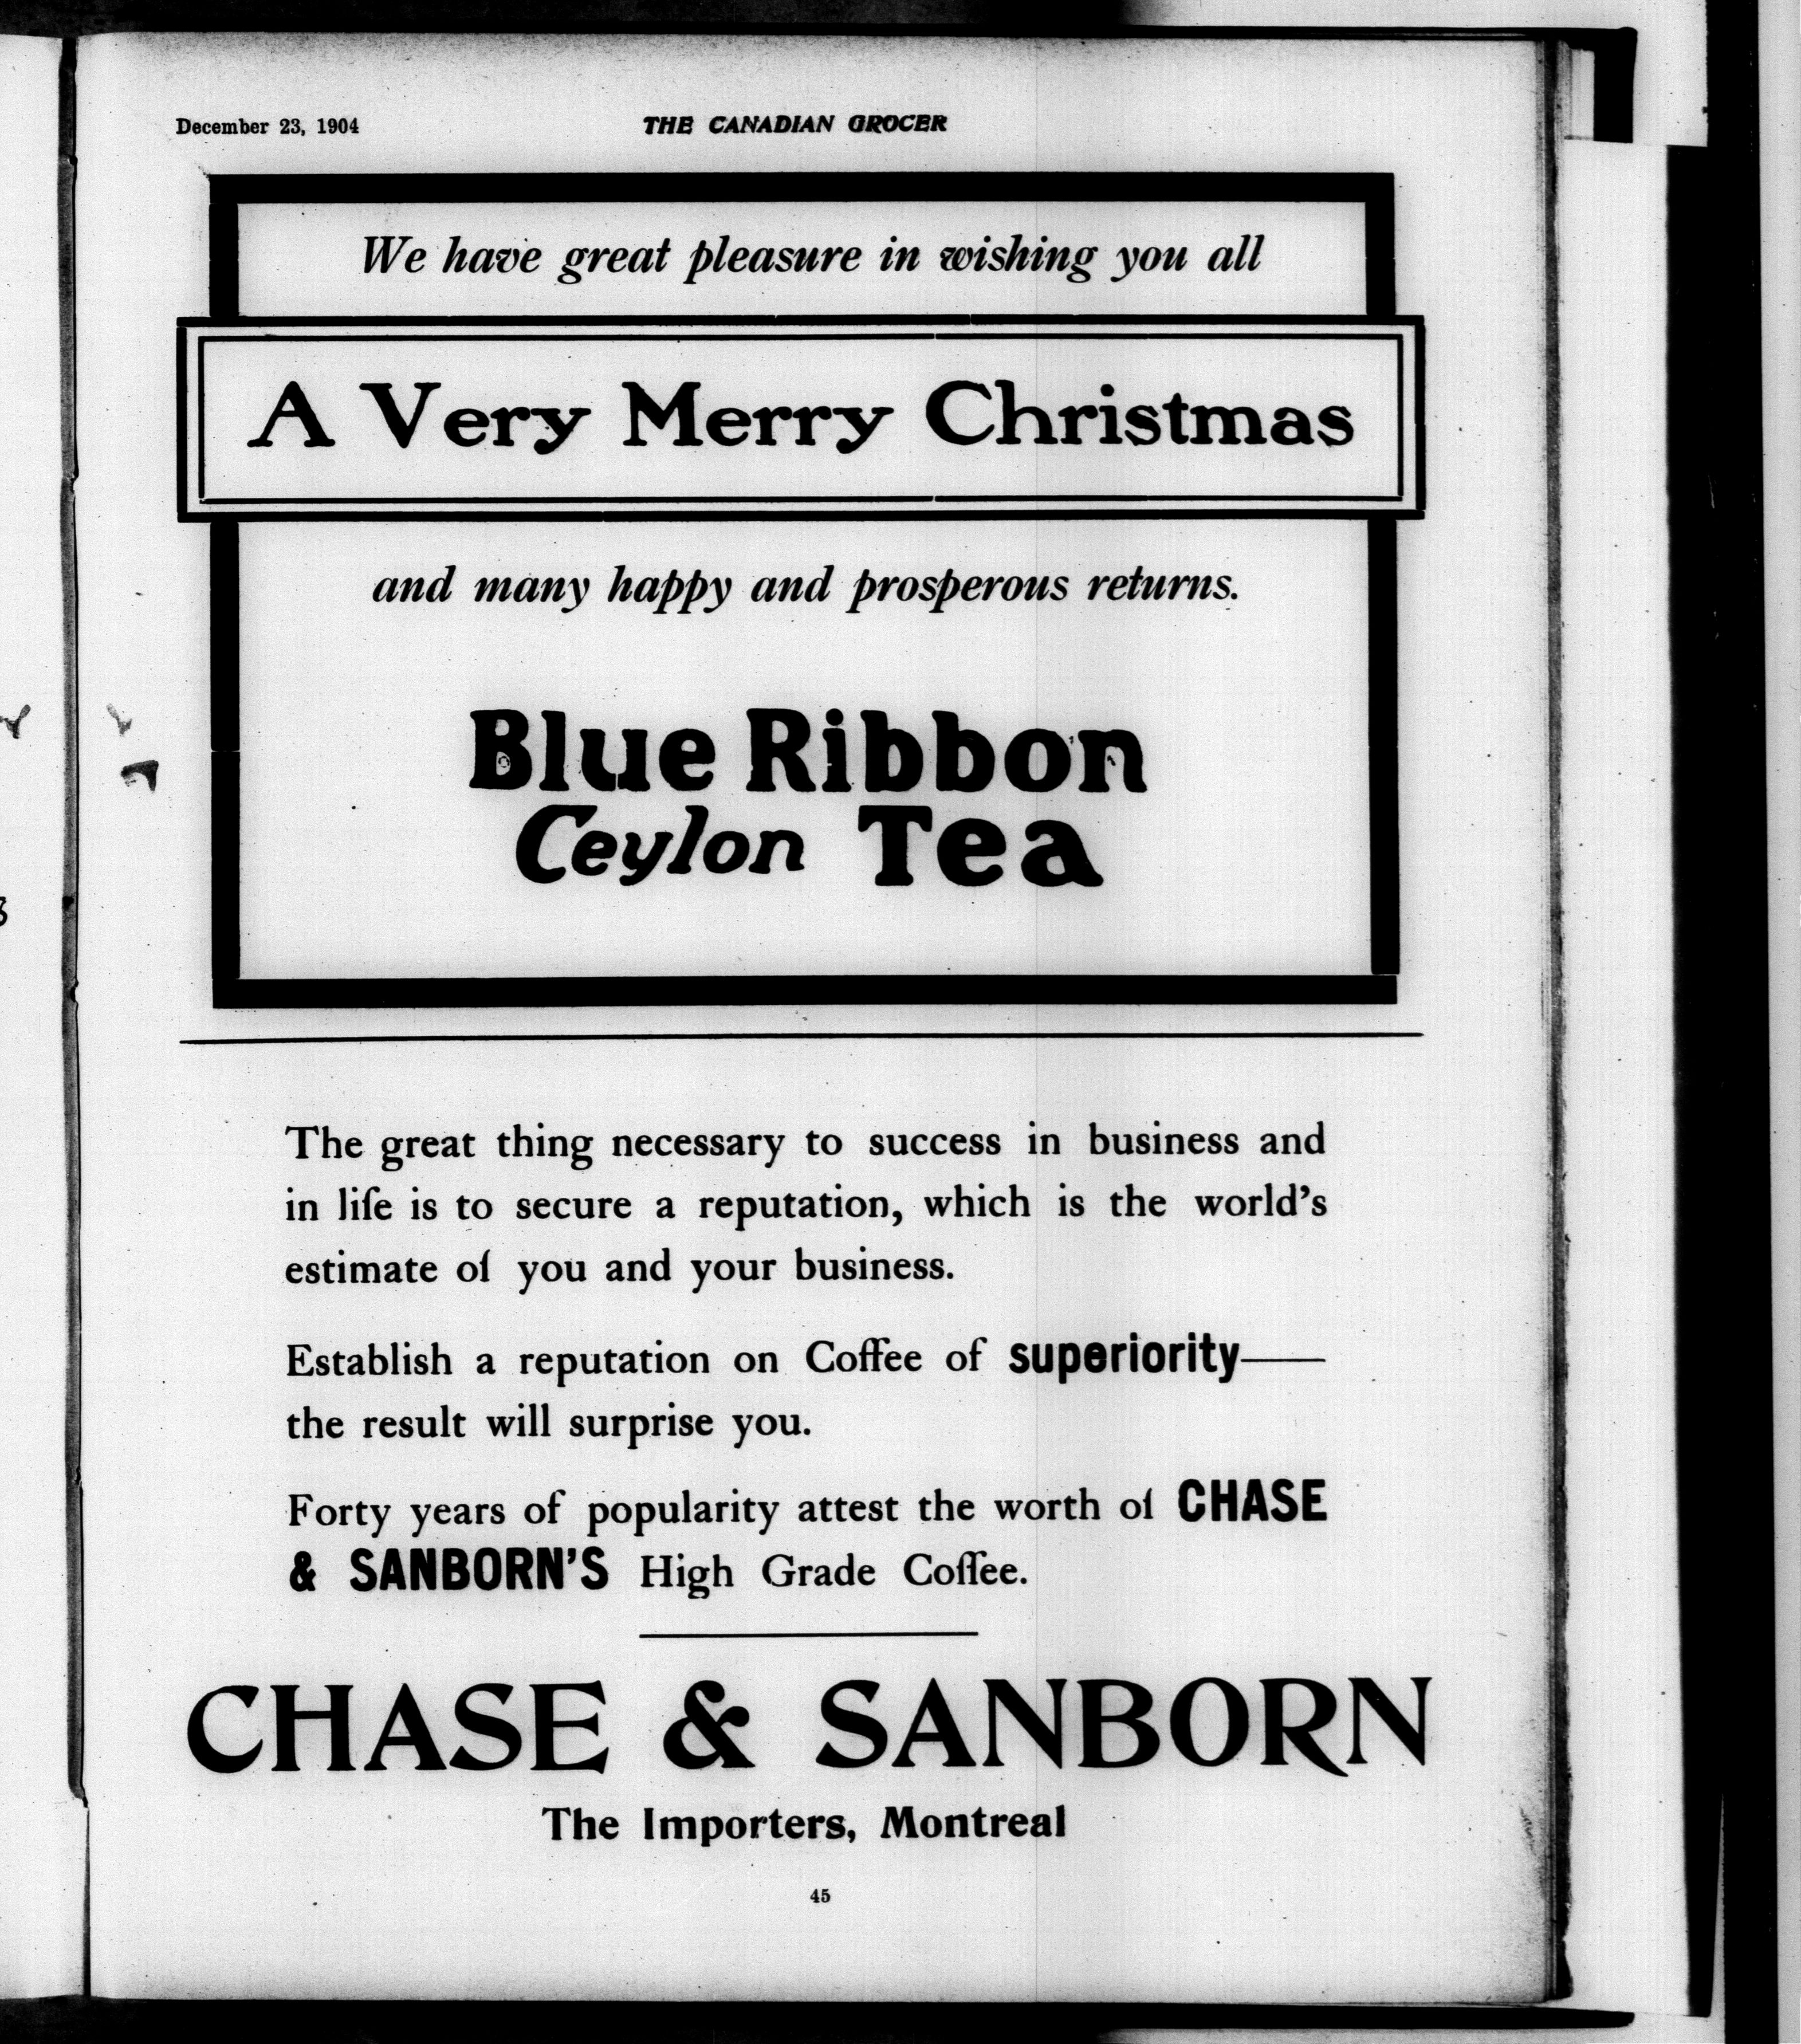 December 23, 1904
THE CANADIAN GROCER
We have great pleasure in wishing you all
A Very Merry Christmas
and many happy and prosperous returns.
Blue Ribbon
Ceylon Tea
The great thing necessary to success in business and
in life is to secure a reputation, which is the world's
estimate of you and your business.
Establish a reputation on Coffee of superiority—
the result will surprise you.
Forty years of popularity attest the worth of CHASE
& SANBORN'S High Grade Coffee.
CHASE & SANBORN
The Importers, Montreal
45